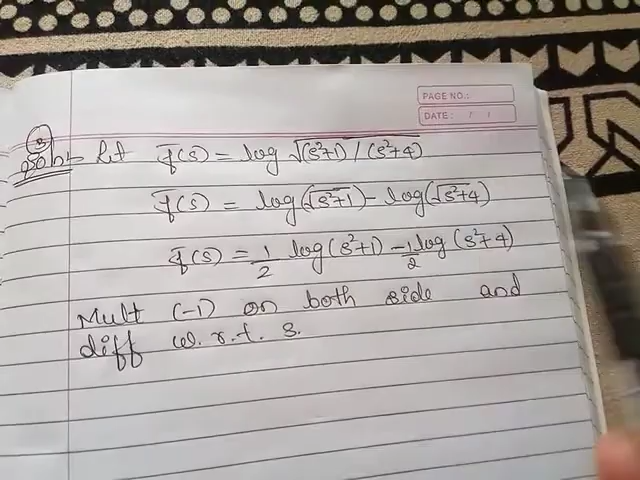 PAGE NO.:
DATE: / /
③
Soln:- Let f̄(s) = log √(s²+1) / (s²+4)
f̄(s) = log(√s²+1) - log(√s²+4)
f̄(s) = 1/2 log(s²+1) - 1/2 log(s²+4)
Mult (-1) on both side and
diff w.r.t. s.